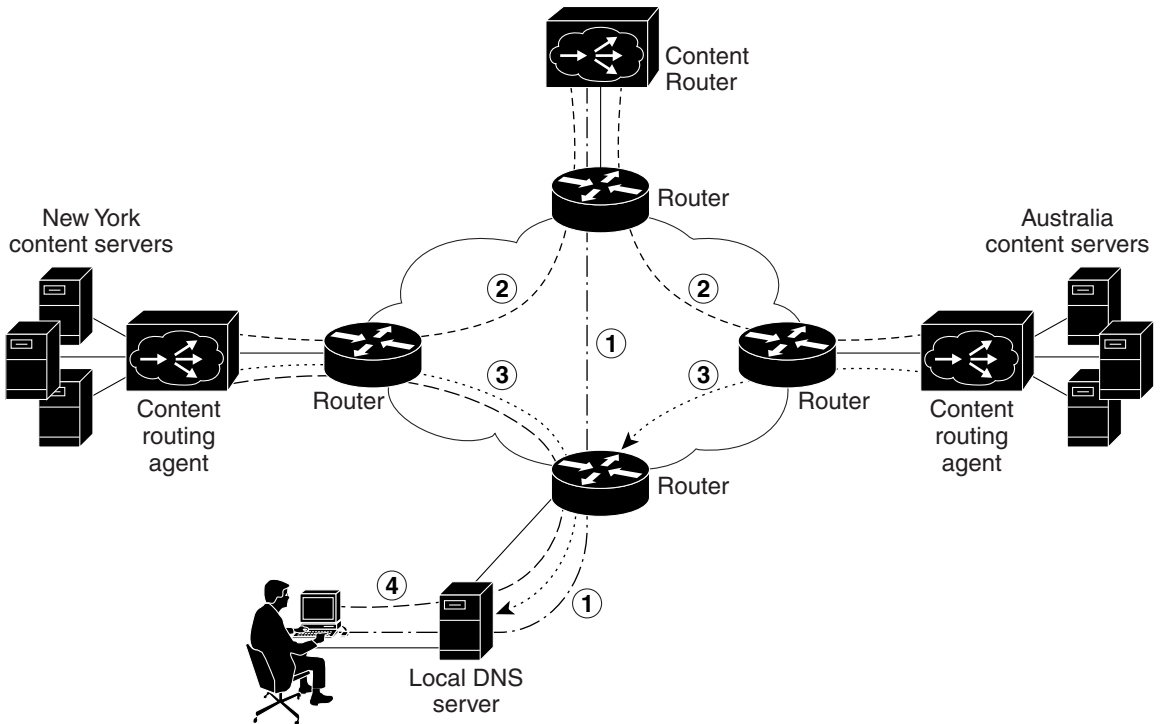 Content
Router
Router
New York
content servers
Australia
content servers
2
2
1
3
3
Content
routing
agent
Router
Router
Content
routing
agent
Router
4
1
Local DNS
server